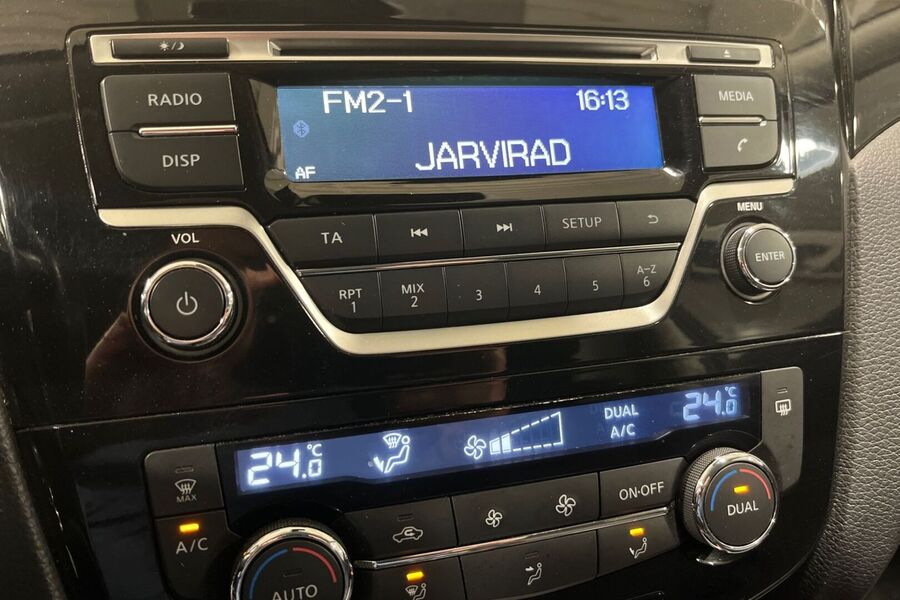 RADIO
DISP
FM2-1
16:13
JARVIRAD
AF
MEDIA
VOL
TA
SETUP
MENU
ENTER
RPT
1
MIX
2
3
4
5
A-Z
6
24.0 °C
DUAL
A/C
24.0 °C
MAX
A/C
ON·OFF
DUAL
AUTO